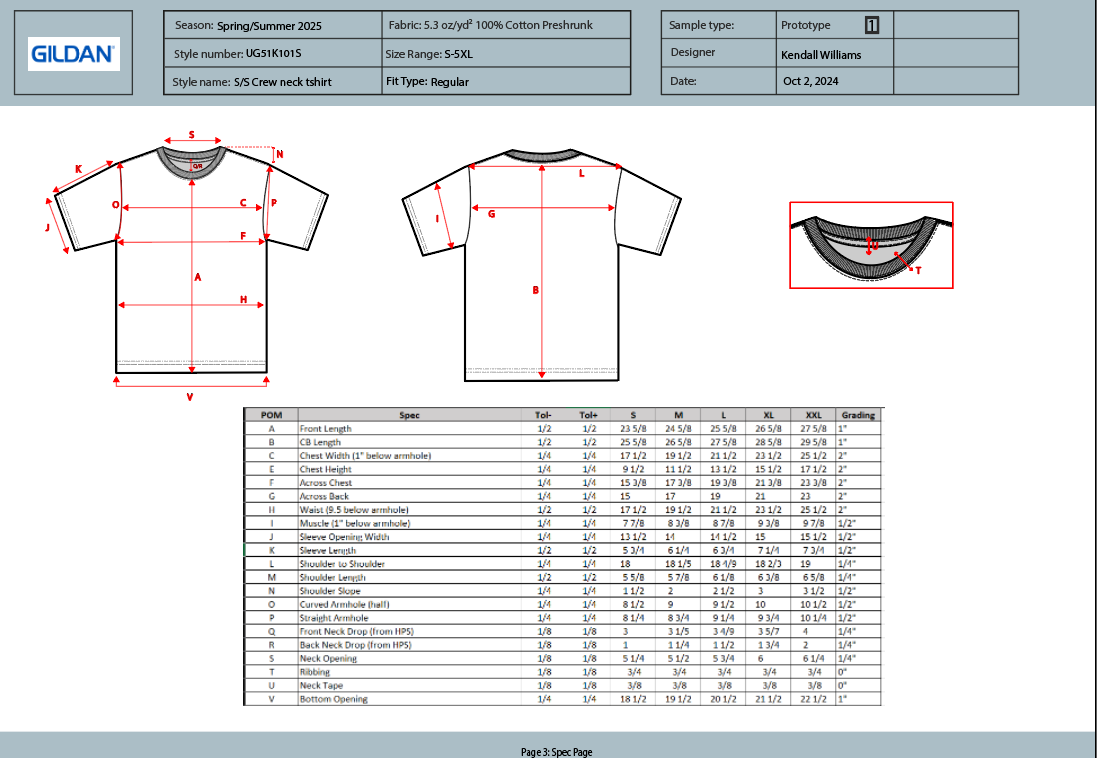 GILDAN
Season: Spring/Summer 2025
Fabric: 5.3 oz/yd² 100% Cotton Preshrunk
Style number: UG51K101S
Size Range: S-5XL
Style name: S/S Crew neck tshirt
Fit Type: Regular
Sample type:
Prototype
1
Designer
Kendall Williams
Date:
Oct 2, 2024
S
N
K
Q/R
O
C
P
J
F
A
H
V
L
I
G
B
U
T
POM Spec Tol- Tol+ S M L XL XXL Grading
A Front Length 1/2 1/2 23 5/8 24 5/8 25 5/8 26 5/8 27 5/8 1"
B CB Length 1/2 1/2 25 5/8 26 5/8 27 5/8 28 5/8 29 5/8 1"
C Chest Width (1" below armhole) 1/4 1/4 17 1/2 19 1/2 21 1/2 23 1/2 25 1/2 2"
E Chest Height 1/4 1/4 9 1/2 11 1/2 13 1/2 15 1/2 17 1/2 2"
F Across Chest 1/4 1/4 15 3/8 17 3/8 19 3/8 21 3/8 23 3/8 2"
G Across Back 1/4 1/4 15 17 19 21 23 2"
H Waist (9.5 below armhole) 1/2 1/2 17 1/2 19 1/2 21 1/2 23 1/2 25 1/2 2"
I Muscle (1" below armhole) 1/4 1/4 7 7/8 8 3/8 8 7/8 9 3/8 9 7/8 1/2"
J Sleeve Opening Width 1/4 1/4 13 1/2 14 14 1/2 15 15 1/2 1/2"
K Sleeve Length 1/2 1/2 5 3/4 6 1/4 6 3/4 7 1/4 7 3/4 1/2"
L Shoulder to Shoulder 1/4 1/4 18 18 1/5 18 4/9 18 2/3 19 1/4"
M Shoulder Length 1/2 1/2 5 5/8 5 7/8 6 1/8 6 3/8 6 5/8 1/4"
N Shoulder Slope 1/4 1/4 1 1/2 2 2 1/2 3 3 1/2 1/2"
O Curved Armhole (half) 1/4 1/4 8 1/2 9 9 1/2 10 10 1/2 1/2"
P Straight Armhole 1/4 1/4 8 1/4 8 3/4 9 1/4 9 3/4 10 1/4 1/2"
Q Front Neck Drop (from HPS) 1/8 1/8 3 3 1/5 3 4/9 3 5/7 4 1/4"
R Back Neck Drop (from HPS) 1/8 1/8 1 1 1/4 1 1/2 1 3/4 2 1/4"
S Neck Opening 1/8 1/8 5 1/4 5 1/2 5 3/4 6 6 1/4 1/4"
T Ribbing 1/8 1/8 3/4 3/4 3/4 3/4 3/4 0"
U Neck Tape 1/8 1/8 3/8 3/8 3/8 3/8 3/8 0"
V Bottom Opening 1/4 1/4 18 1/2 19 1/2 20 1/2 21 1/2 22 1/2 1"
Page 3: Spec Page